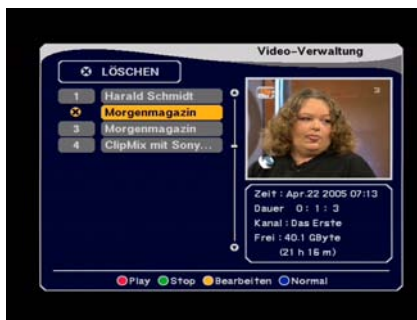 Video-Verwaltung
LÖSCHEN
1 Harald Schmidt
Morgenmagazin
3 Morgenmagazin
4 ClipMix mit Sony...
3
Zeit : Apr.22 2005 07:13
Dauer 0: 1: 3
Kanal : Das Erste
Frei : 40.1 GByte
(21 h 16 m)
Play Stop Bearbeiten Normal